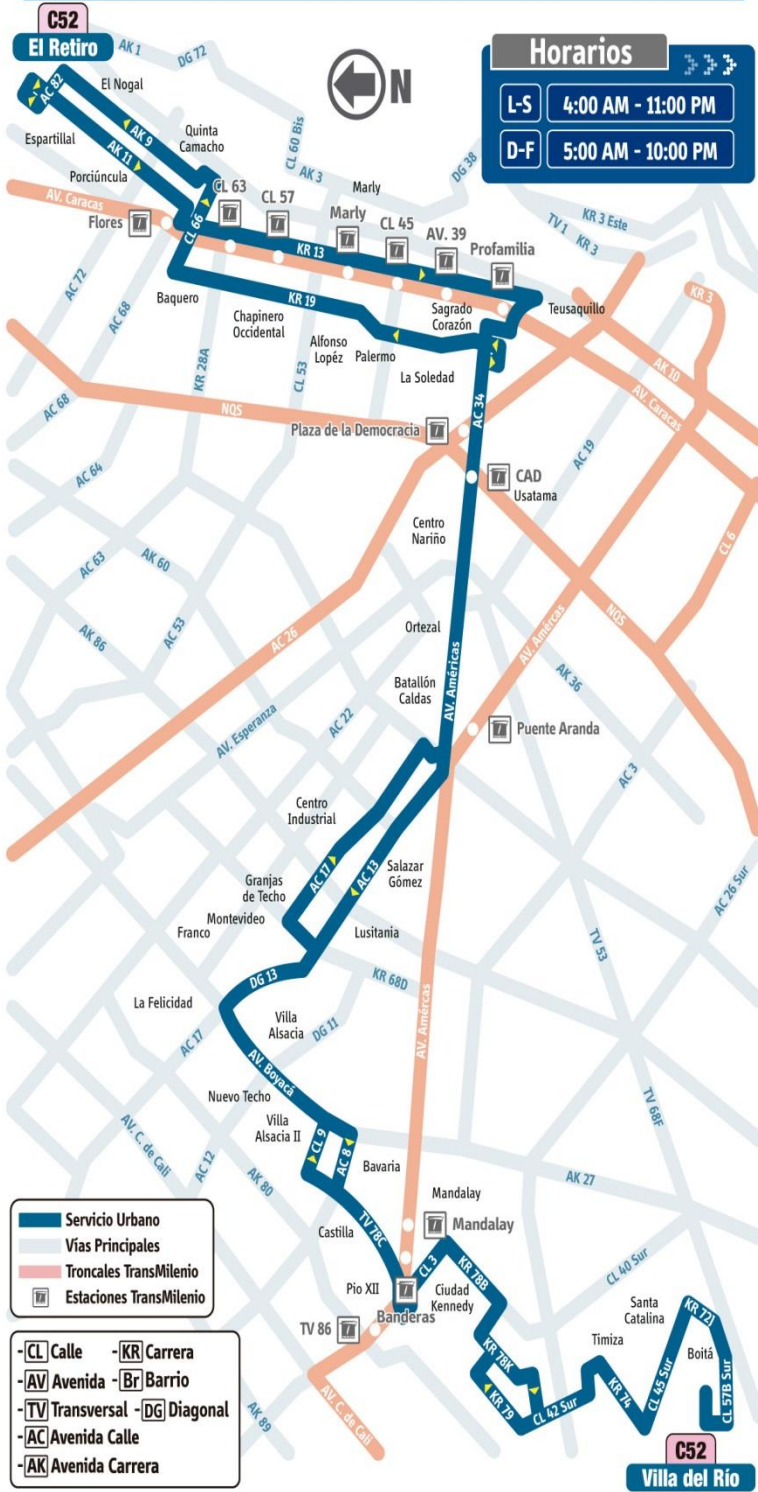 C52
El Retiro
AK 1
DG 72
N
Horarios
L-S
4:00 AM - 11:00 PM
D-F
5:00 AM - 10:00 PM
El Nogal
AC 82
Espartillal
AK 9
Quinta
Camacho
CL 60 Bis
AK 3
Marly
DG 38
KR 3 Este
TV 1
KR 3
AK 11
Porciúncula
AV. Caracas
Flores
CL 66
CL 63
CL 57
Marly
CL 45
AV. 39
Profamilia
KR 13
Teusaquillo
KR 3
AC 72
AC 68
Baquero
KR 19
Chapinero
Occidental
Alfonso
Lopéz
Palermo
Sagrado
Corazón
La Soledad
AK 10
AV. Caracas
KR 28A
CL 53
AC 68
NQS
Plaza de la Democracia
AC 34
AC 19
AC 64
CAD
Usatama
Centro
Nariño
CL 6
AC 63
AK 60
AC 53
AK 86
AC 26
Ortezal
NQS
AV. Amércas
AK 36
Batallón
Caldas
AV. Américas
AV. Esperanza
AC 22
Puente Aranda
AC 3
Centro
Industrial
AC 17
AC 13
Salazar
Gómez
Granjas
de Techo
Montevideo
Franco
Lusitania
AC 26 Sur
TV 53
DG 13
KR 68D
La Felicidad
Villa
Alsacia
DG 11
AC 17
AV. Boyacá
AV. Amércas
Nuevo Techo
Villa
Alsacia II
CL 9
AC 8
TV 68F
AV. C. de Cali
AC 12
AK 80
Bavaria
AK 27
Mandalay
Mandalay
Castilla
TV 78C
CL 3
KR 78B
CL 40 Sur
Servicio Urbano
Vías Principales
Troncales TransMilenio
Estaciones TransMilenio
Pio XII
Banderas
Ciudad
Kennedy
TV 86
Santa
Catalina
KR 72J
Timiza
Boitá
KR 78K
KR 79
CL 42 Sur
KR 74
CL 45 Sur
CL 57B Sur
AV. C. de Cali
AK 89
-CL Calle -KR Carrera
-AV Avenida -Br Barrio
-TV Transversal -DG Diagonal
-AC Avenida Calle
-AK Avenida Carrera
C52
Villa del Río